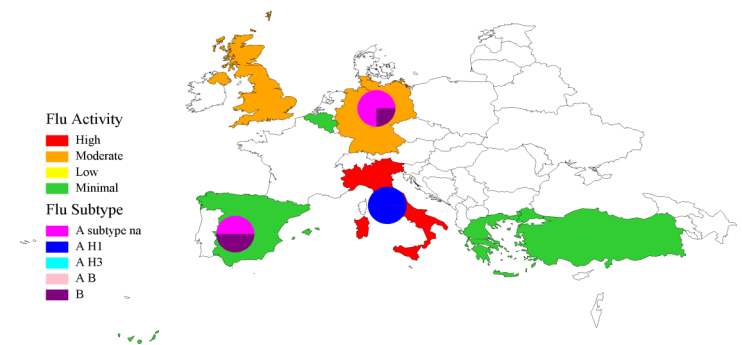 Flu Activity
High
Moderate
Low
Minimal
Flu Subtype
A subtype na
A H1
A H3
A B
B